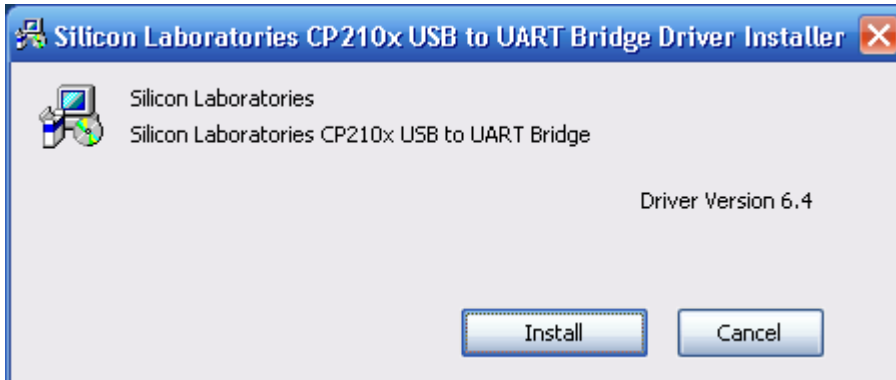 Silicon Laboratories CP210x USB to UART Bridge Driver Installer
Silicon Laboratories
Silicon Laboratories CP210x USB to UART Bridge
Driver Version 6.4
Install Cancel